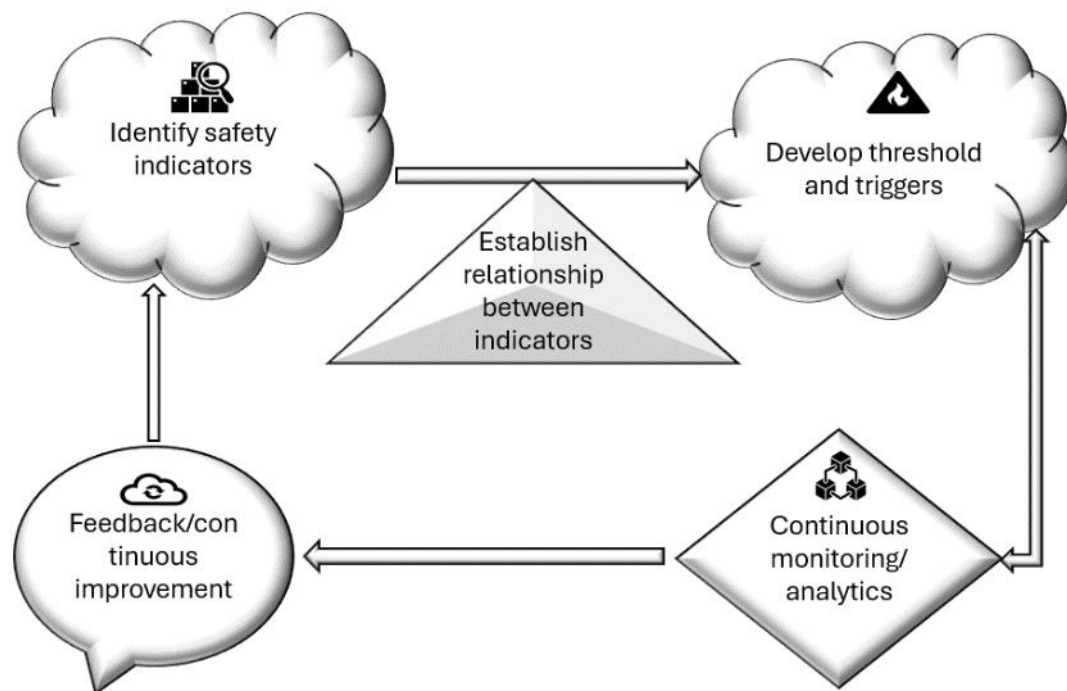 Identify safety
indicators
Develop threshold
and triggers
Establish
relationship
between
indicators
Continuous
monitoring/
analytics
Feedback/con
tinuous
improvement